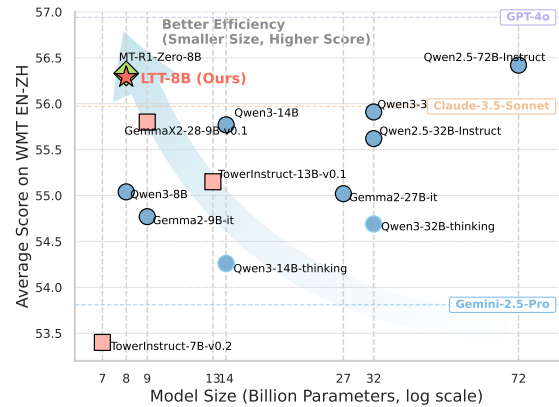 57.0
56.5
56.0
55.5
55.0
54.5
54.0
53.5
Average Score on WMT EN-ZH
Better Efficiency
(Smaller Size, Higher Score)
GPT-4o
MT-R1-Zero-8B
LTT-8B (Ours)
Qwen2.5-72B-Instruct
Qwen3-14B
Qwen3-3
Claude-3.5-Sonnet
GemmaX2-28-9B-v0.1
Qwen2.5-32B-Instruct
TowerInstruct-13B-v0.1
Qwen3-8B
Gemma2-27B-it
Gemma2-9B-it
Qwen3-32B-thinking
Qwen3-14B-thinking
Gemini-2.5-Pro
TowerInstruct-7B-v0.2
7 8 9 13 14 27 32 72
Model Size (Billion Parameters, log scale)